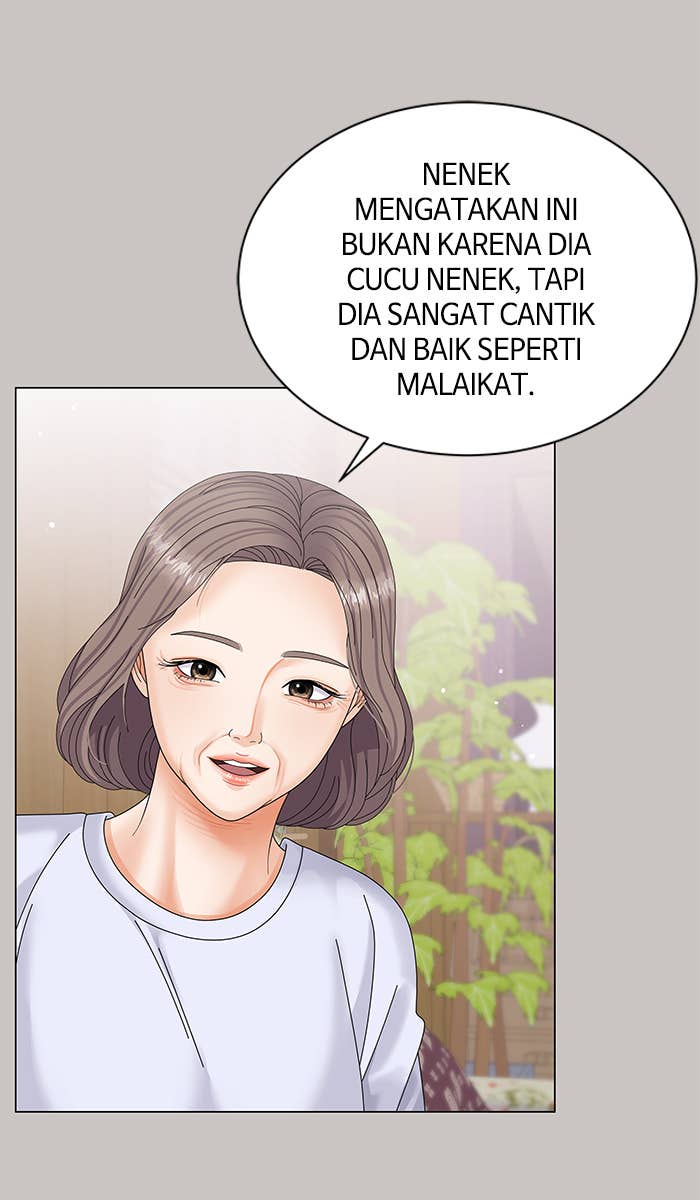 NENEK
MENGATAKAN INI
BUKAN KARENA DIA
CUCU NENEK, TAPI
DIA SANGAT CANTIK
DAN BAIK SEPERTI
MALAIKAT.